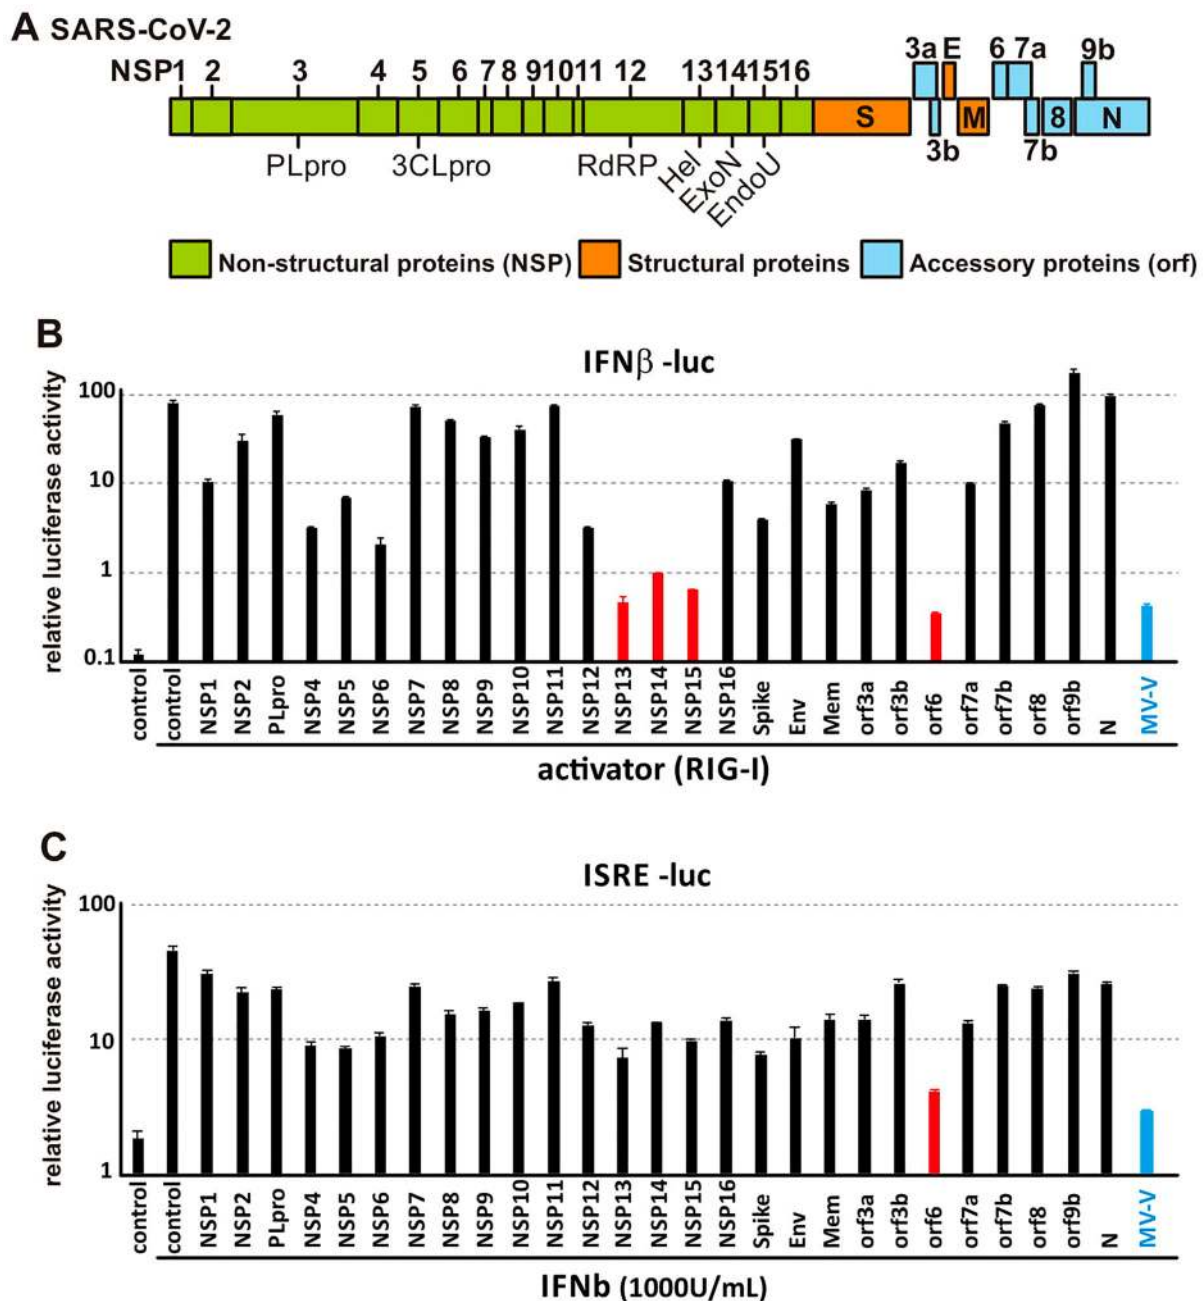 A SARS-CoV-2
NSP1 2 3 4 5 6 7 8 9 10 11 12 13 14 15 16 3a E 6 7a 9b
S M 8 N
3b 7b
PLpro 3CLpro RdRP Hel ExoN EndoU
Non-structural proteins (NSP) Structural proteins Accessory proteins (orf)
B
IFNβ -luc
relative luciferase activity
100
10
1
0.1
control control NSP1 NSP2 PLpro NSP4 NSP5 NSP6 NSP7 NSP8 NSP9 NSP10 NSP11 NSP12 NSP13 NSP14 NSP15 NSP16 Spike Env Mem orf3a orf3b orf6 orf7a orf7b orf8 orf9b N MV-V
activator (RIG-I)
C
ISRE -luc
relative luciferase activity
100
10
1
control control NSP1 NSP2 PLpro NSP4 NSP5 NSP6 NSP7 NSP8 NSP9 NSP10 NSP11 NSP12 NSP13 NSP14 NSP15 NSP16 Spike Env Mem orf3a orf3b orf6 orf7a orf7b orf8 orf9b N MV-V
IFNb (1000U/mL)